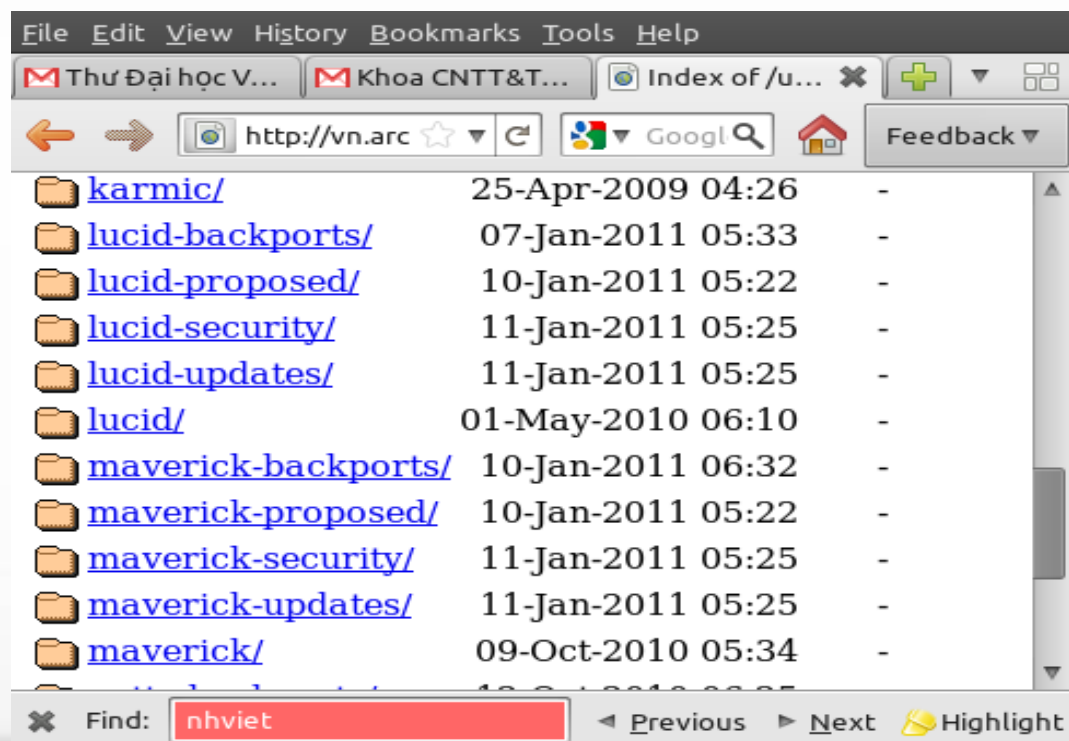 File Edit View History Bookmarks Tools Help
Thư Đại học V... Khoa CNTT&T... Index of /u...
http://vn.arc Googl Feedback
karmic/ 25-Apr-2009 04:26 -
lucid-backports/ 07-Jan-2011 05:33 -
lucid-proposed/ 10-Jan-2011 05:22 -
lucid-security/ 11-Jan-2011 05:25 -
lucid-updates/ 11-Jan-2011 05:25 -
lucid/ 01-May-2010 06:10 -
maverick-backports/ 10-Jan-2011 06:32 -
maverick-proposed/ 10-Jan-2011 05:22 -
maverick-security/ 11-Jan-2011 05:25 -
maverick-updates/ 11-Jan-2011 05:25 -
maverick/ 09-Oct-2010 05:34 -
Find: nhviet Previous Next Highlight